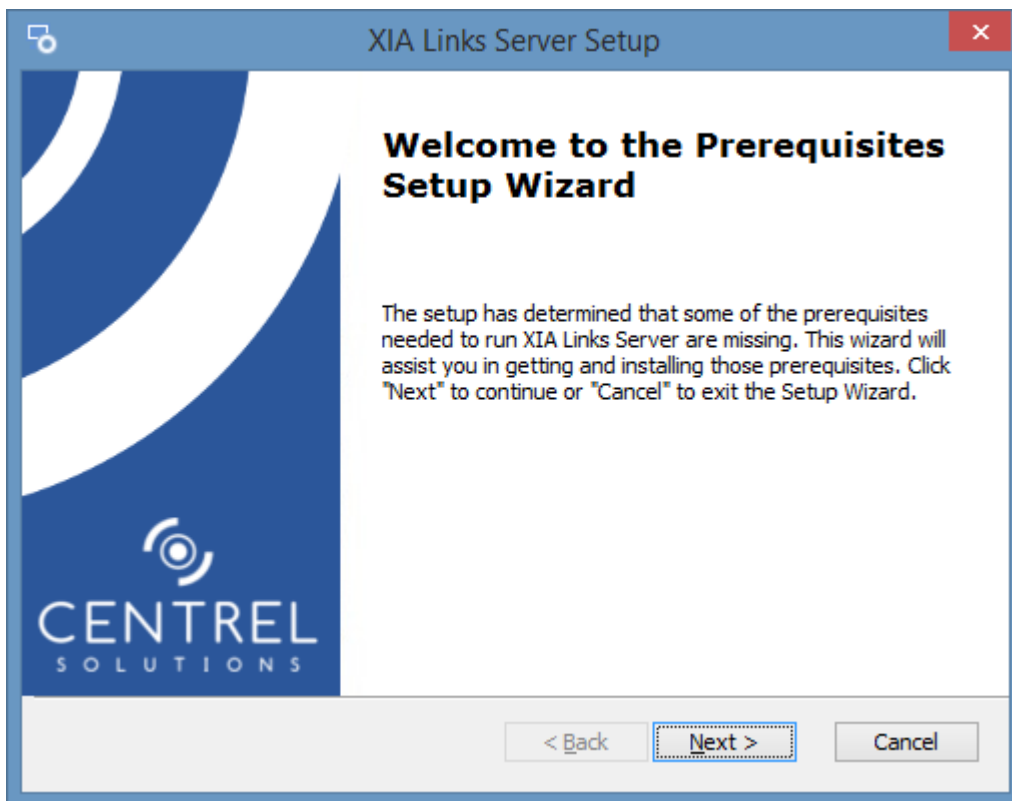 XIA Links Server Setup
Welcome to the Prerequisites
Setup Wizard
The setup has determined that some of the prerequisites
needed to run XIA Links Server are missing. This wizard will
assist you in getting and installing those prerequisites. Click
"Next" to continue or "Cancel" to exit the Setup Wizard.
CENTREL
SOLUTIONS
< Back
Next >
Cancel